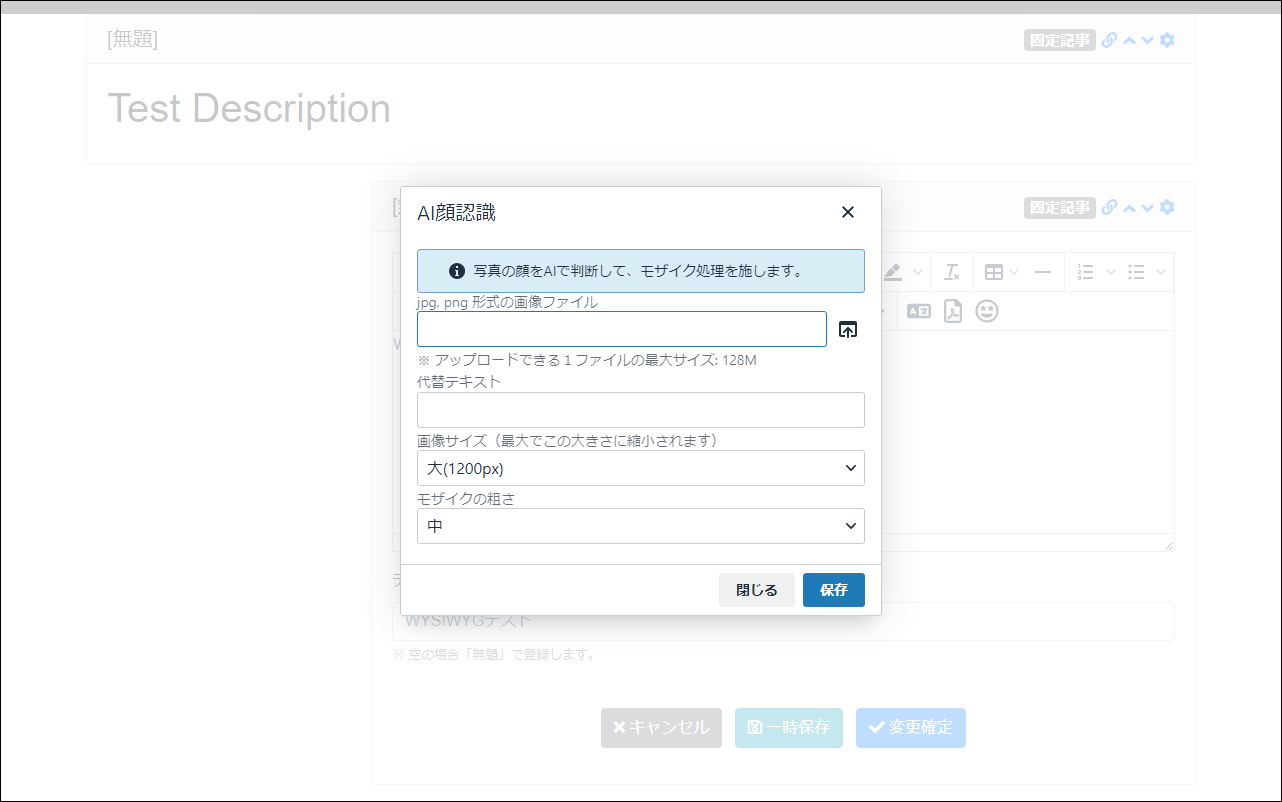 [無題]
固定記事
Test Description
[
固定記事
AI顔認識
写真の顔をAIで判断して、モザイク処理を施します。
jpg, png 形式の画像ファイル
※ アップロードできる１ファイルの最大サイズ: 128M
代替テキスト
画像サイズ（最大でこの大きさに縮小されます）
大(1200px)
モザイクの粗さ
中
閉じる
保存
WYSIWYGテスト
※ 空の場合「無題」で登録します。
キャンセル
一時保存
変更確定